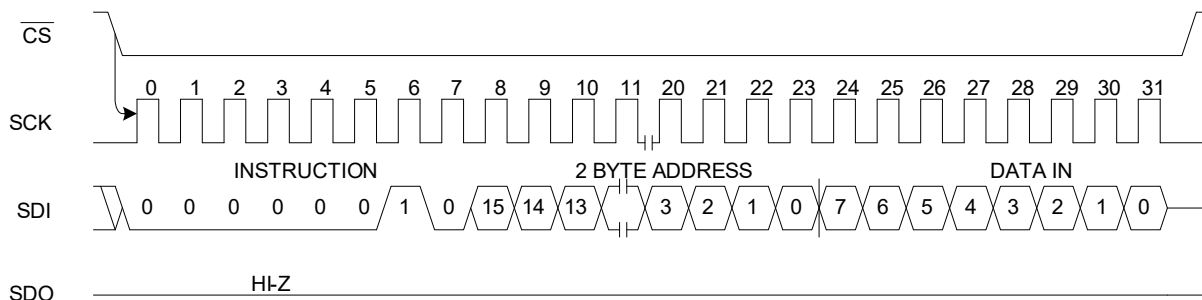 CS
0 1 2 3 4 5 6 7 8 9 10 11 20 21 22 23 24 25 26 27 28 29 30 31
SCK
INSTRUCTION 2 BYTE ADDRESS DATA IN
SDI 0 0 0 0 0 0 1 0 15 14 13 3 2 1 0 7 6 5 4 3 2 1 0
HI-Z
SDO